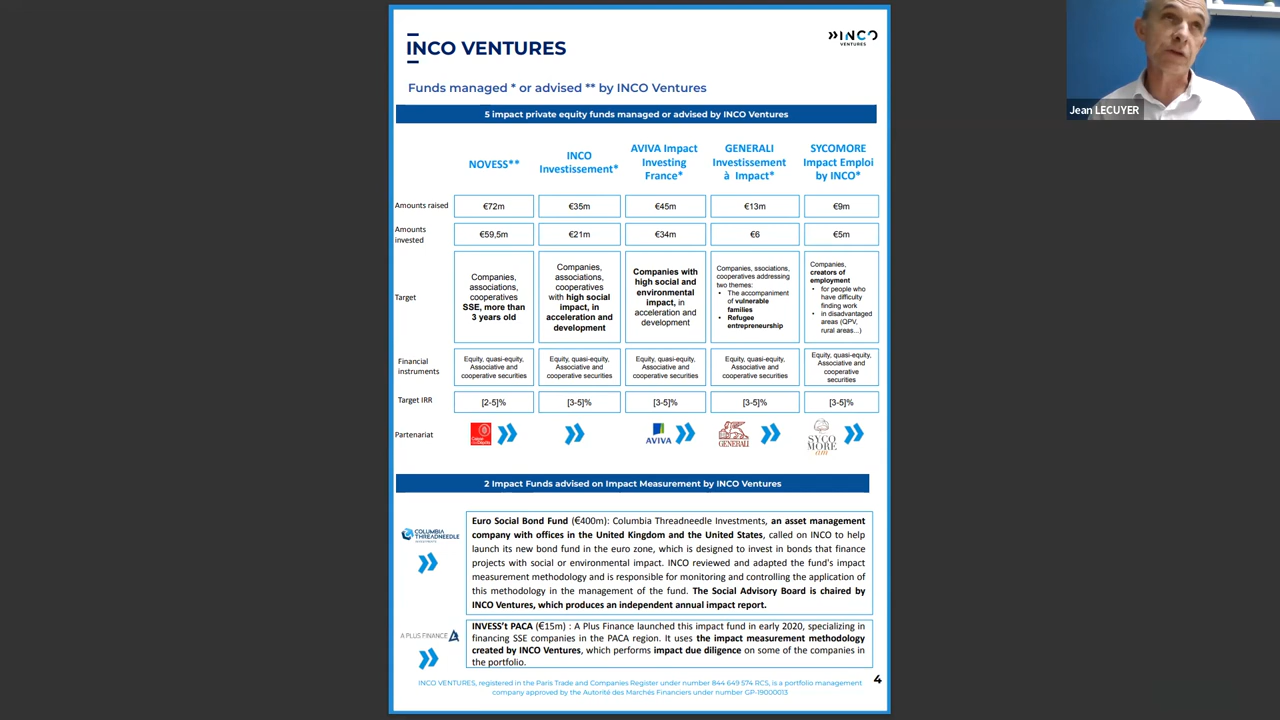 INCO VENTURES
»INCO
VENTURES
Jean LECUYER
Funds managed * or advised ** by INCO Ventures
5 impact private equity funds managed or advised by INCO Ventures
NOVESS**
INCO
Investissement*
AVIVA Impact
Investing
France*
GENERALI
Investissement
à Impact*
SYCOMORE
Impact Emploi
by INCO*
Amounts raised
€72m
€35m
€45m
€13m
€9m
Amounts
invested
€59,5m
€21m
€34m
€6
€5m
Target
Companies,
associations,
cooperatives
SSE, more than
3 years old
Companies,
associations,
cooperatives
with high social
impact, in
acceleration and
development
Companies with
high social and
environmental
impact, in
acceleration and
development
Companies, ssociations,
cooperatives addressing
two themes:
• The accompaniment
of vulnerable
families
• Refugee
entrepreneurship
Companies,
creators of
employment
• for people who
have difficulty
finding work
• in disadvantaged
areas (QPV,
rural areas...)
Financial
instruments
Equity, quasi-equity,
Associative and
cooperative securities
Equity, quasi-equity,
Associative and
cooperative securities
Equity, quasi-equity,
Associative and
cooperative securities
Equity, quasi-equity,
Associative and
cooperative securities
Equity, quasi-equity,
Associative and
cooperative
securities
Target IRR
[2-5]%
[3-5]%
[3-5]%
[3-5]%
[3-5]%
Partenariat
AVIVA
GENERALI
SYCO
MORE
am
2 Impact Funds advised on Impact Measurement by INCO Ventures
COLUMBIA
THREADNEEDLE
Euro Social Bond Fund (€400m): Columbia Threadneedle Investments, an asset management
company with offices in the United Kingdom and the United States, called on INCO to help
launch its new bond fund in the euro zone, which is designed to invest in bonds that finance
projects with social or environmental impact. INCO reviewed and adapted the fund's impact
measurement methodology and is responsible for monitoring and controlling the application of
this methodology in the management of the fund. The Social Advisory Board is chaired by
INCO Ventures, which produces an independent annual impact report.
A PLUS FINANCE
INVESS't PACA (€15m) : A Plus Finance launched this impact fund in early 2020, specializing in
financing SSE companies in the PACA region. It uses the impact measurement methodology
created by INCO Ventures, which performs impact due diligence on some of the companies in
the portfolio.
INCO VENTURES, registered in the Paris Trade and Companies Register under number 844 649 574 RCS, is a portfolio management
company approved by the Autorité des Marchés Financiers under number GP-19000013
4